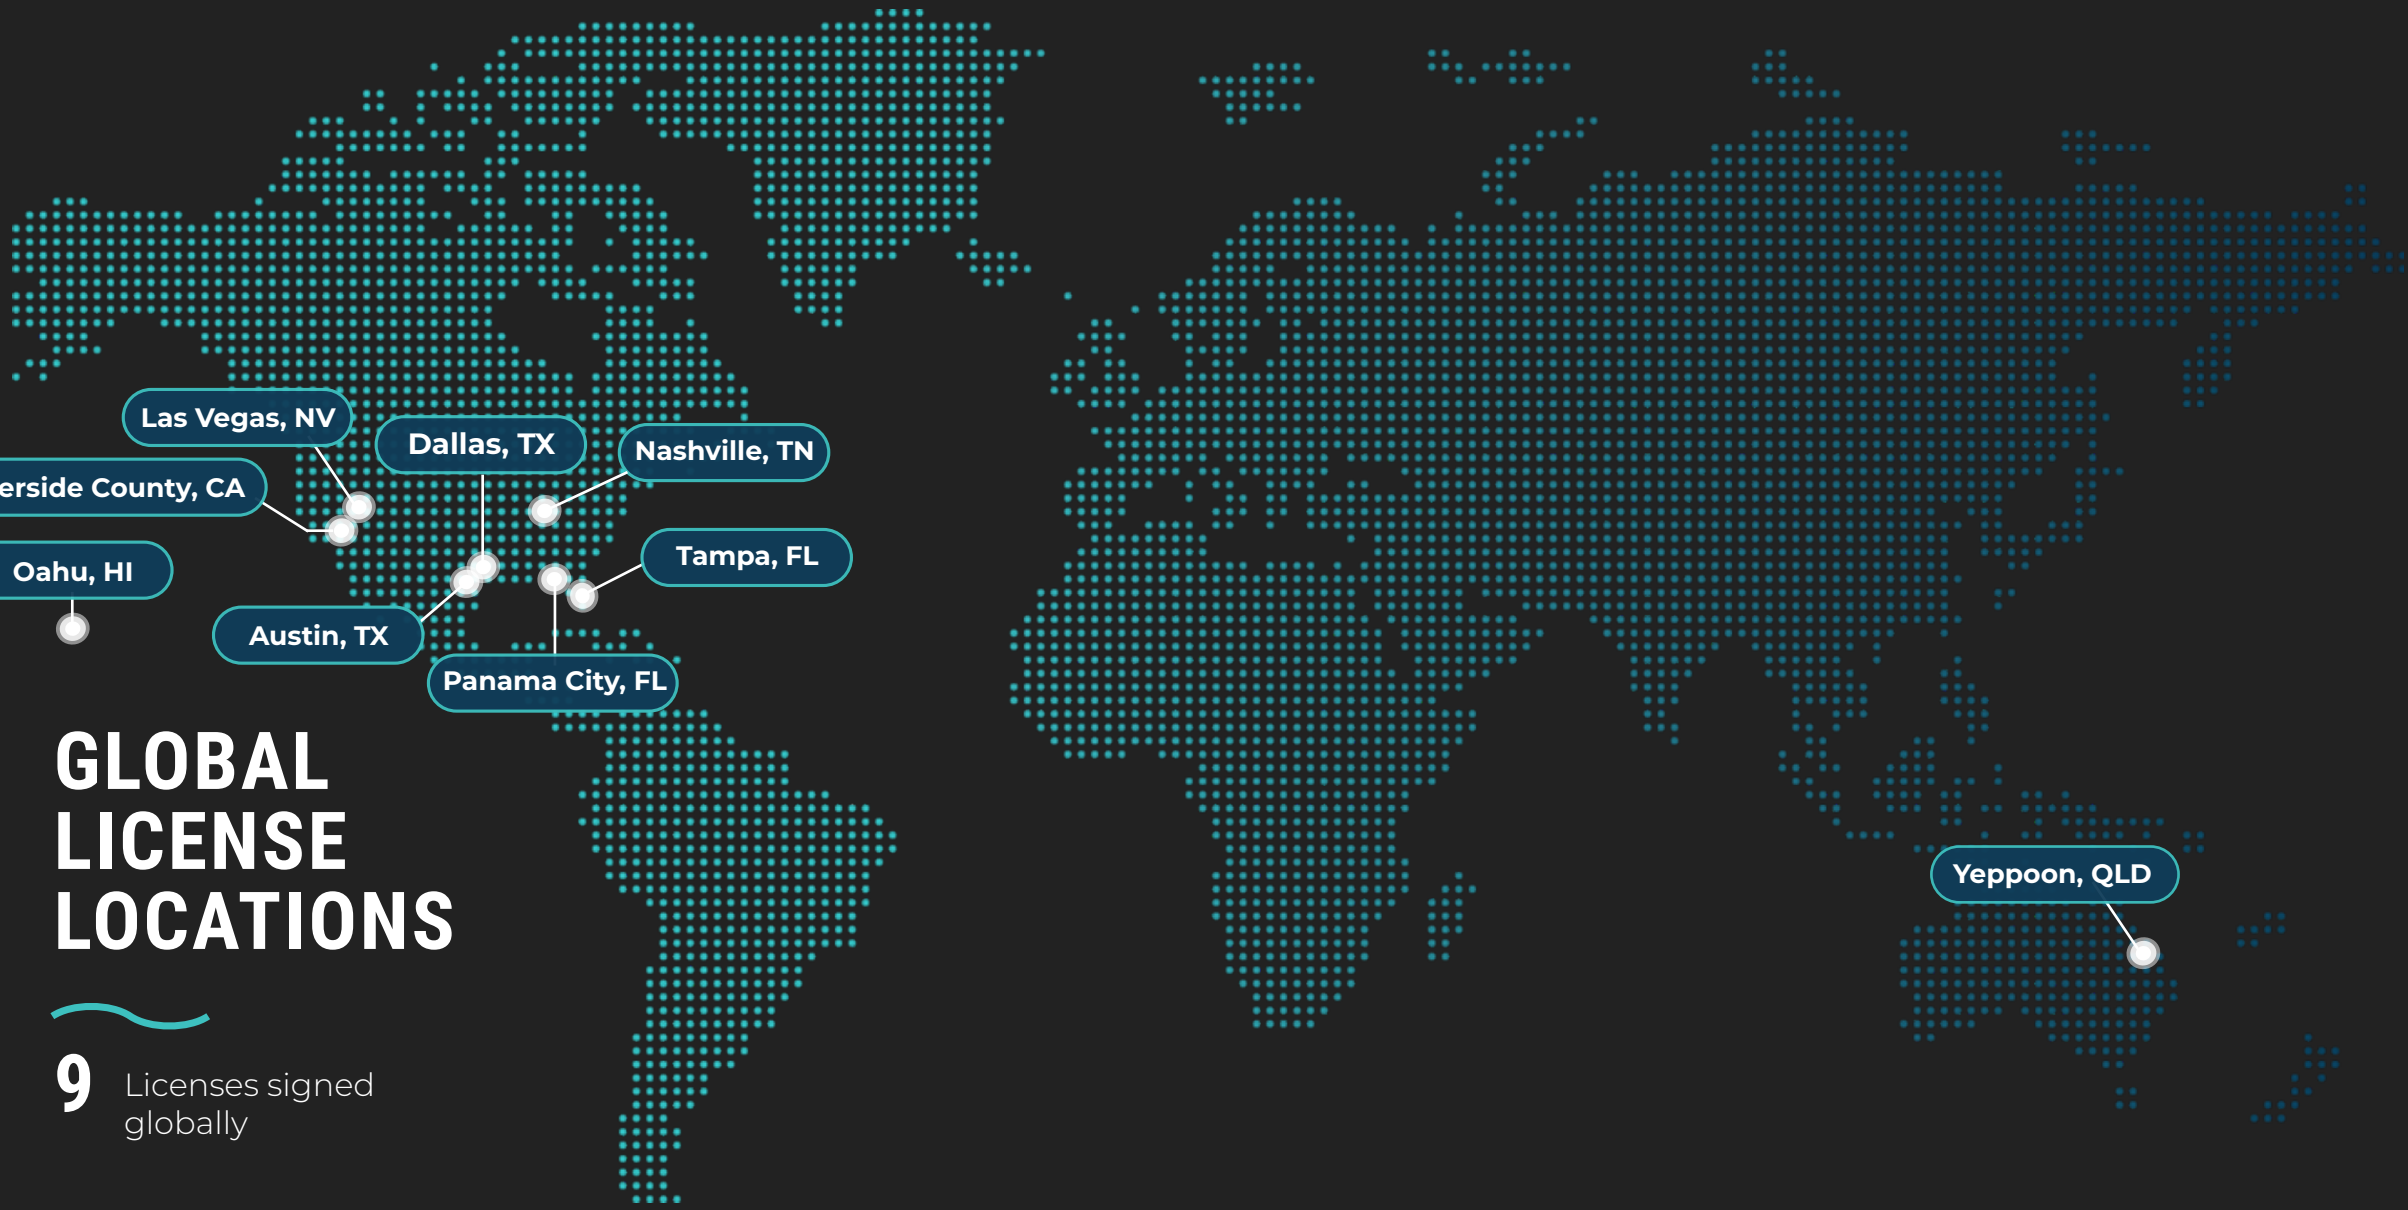 Las Vegas, NV
Dallas, TX
Nashville, TN
erside County, CA
Tampa, FL
Oahu, HI
Austin, TX
Panama City, FL
GLOBAL
LICENSE
LOCATIONS
Yeppoon, QLD
9 Licenses signed
globally